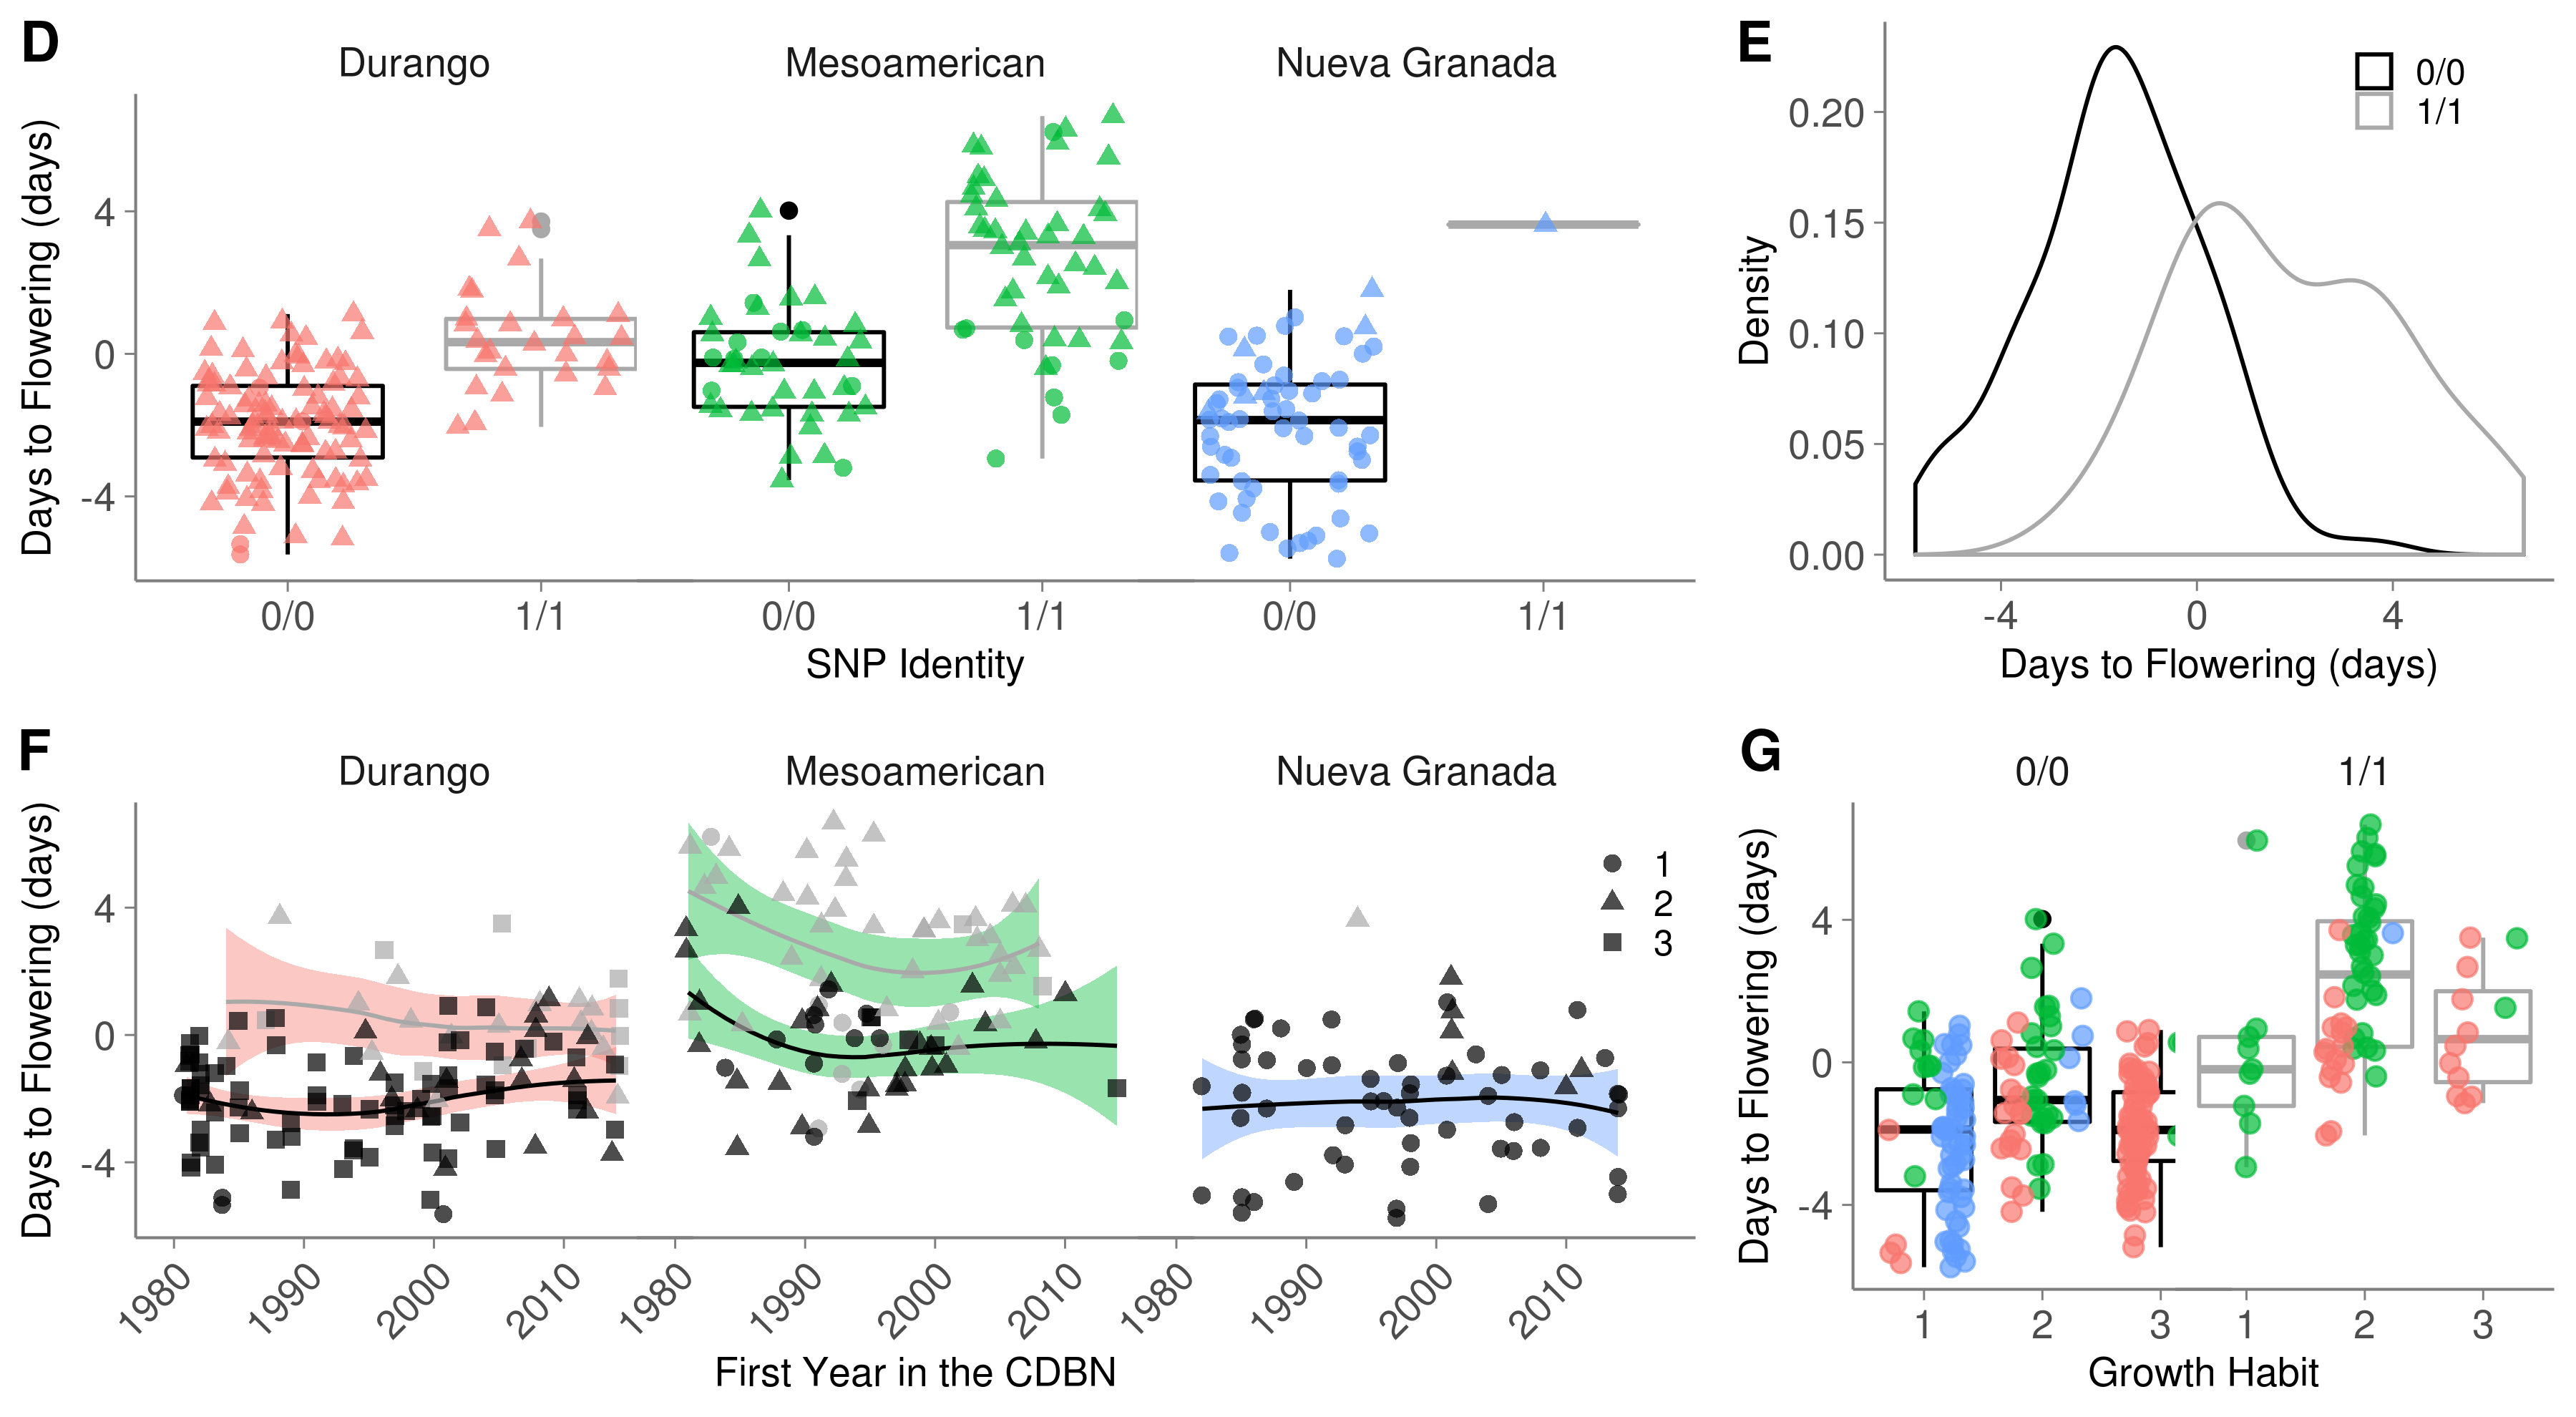 D
Durango Mesoamerican Nueva Granada
Days to Flowering (days)
4
0
-4
0/0 1/1 0/0 1/1 0/0 1/1
SNP Identity
E
0/0
1/1
Density
0.20
0.15
0.10
0.05
0.00
-4 0 4
Days to Flowering (days)
F
Durango Mesoamerican Nueva Granada
Days to Flowering (days)
4
0
-4
1
2
3
1980 1990 2000 2010 1980 1990 2000 2010 1980 1990 2000 2010
First Year in the CDBN
G
0/0 1/1
Days to Flowering (days)
4
0
-4
1 2 3 1 2 3
Growth Habit